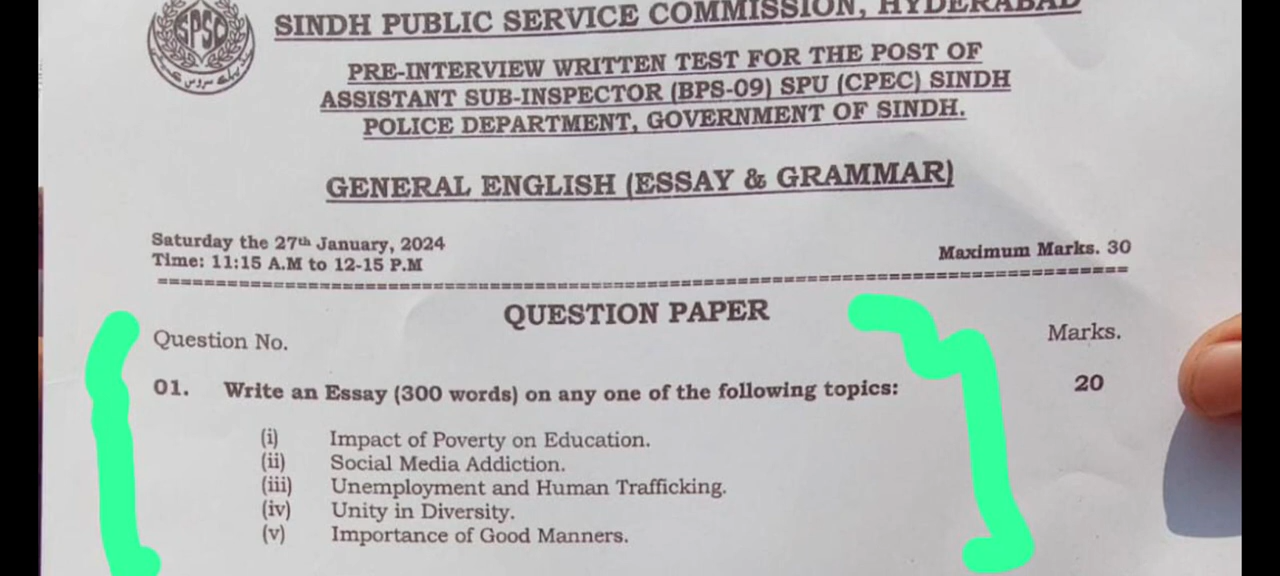 SPSC
SINDH PUBLIC SERVICE COMMISSION, HYDERABAD
PRE-INTERVIEW WRITTEN TEST FOR THE POST OF
ASSISTANT SUB-INSPECTOR (BPS-09) SPU (CPEC) SINDH
POLICE DEPARTMENT, GOVERNMENT OF SINDH.
GENERAL ENGLISH (ESSAY & GRAMMAR)
Saturday the 27th January, 2024
Time: 11:15 A.M to 12-15 P.M Maximum Marks. 30
QUESTION PAPER
Question No. Marks.
01. Write an Essay (300 words) on any one of the following topics: 20
(i) Impact of Poverty on Education.
(ii) Social Media Addiction.
(iii) Unemployment and Human Trafficking.
(iv) Unity in Diversity.
(v) Importance of Good Manners.